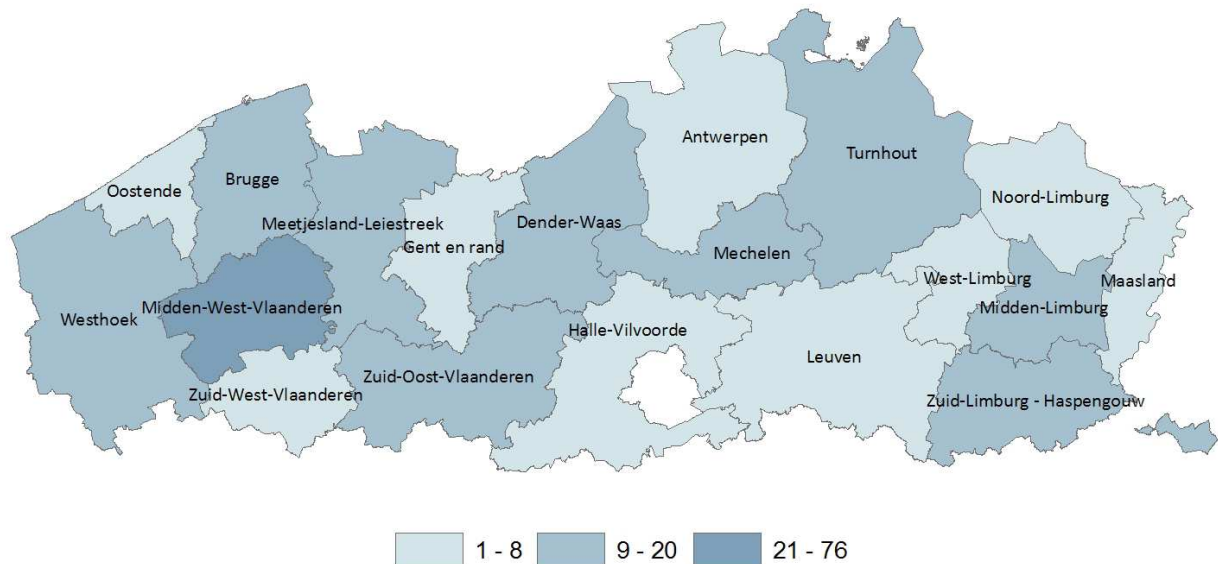 Antwerpen
Turnhout
Brugge
Oostende
Noord-Limburg
Meetjesland-Leiestreek
Dender-Waas
Gent en rand
Mechelen
West-Limburg
Maasland
Midden-West-Vlaanderen
Midden-Limburg
Westhoek
Halle-Vilvoorde
Leuven
Zuid-Oost-Vlaanderen
Zuid-West-Vlaanderen
Zuid-Limburg - Haspengouw
1 - 8
9 - 20
21 - 76